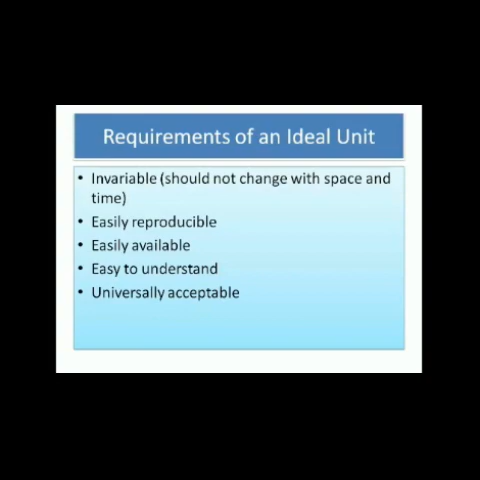 Requirements of an Ideal Unit
• Invariable (should not change with space and
time)
• Easily reproducible
• Easily available
• Easy to understand
• Universally acceptable